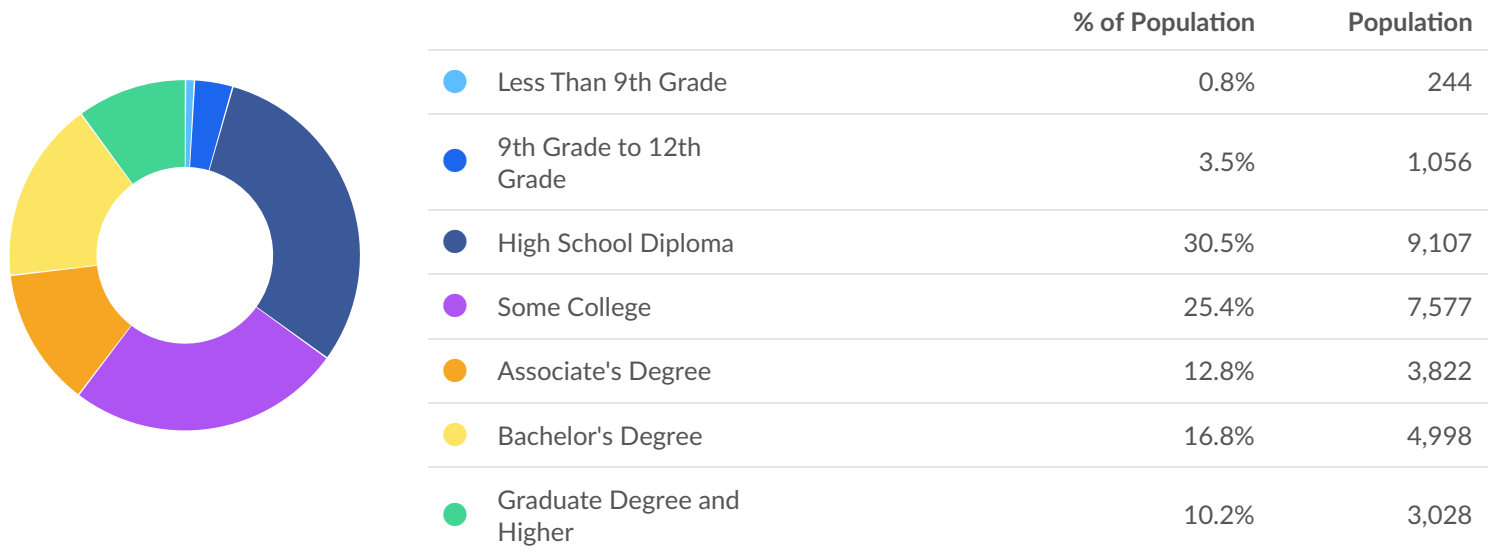 % of Population Population
Less Than 9th Grade 0.8% 244
9th Grade to 12th
Grade 3.5% 1,056
High School Diploma 30.5% 9,107
Some College 25.4% 7,577
Associate's Degree 12.8% 3,822
Bachelor's Degree 16.8% 4,998
Graduate Degree and
Higher 10.2% 3,028